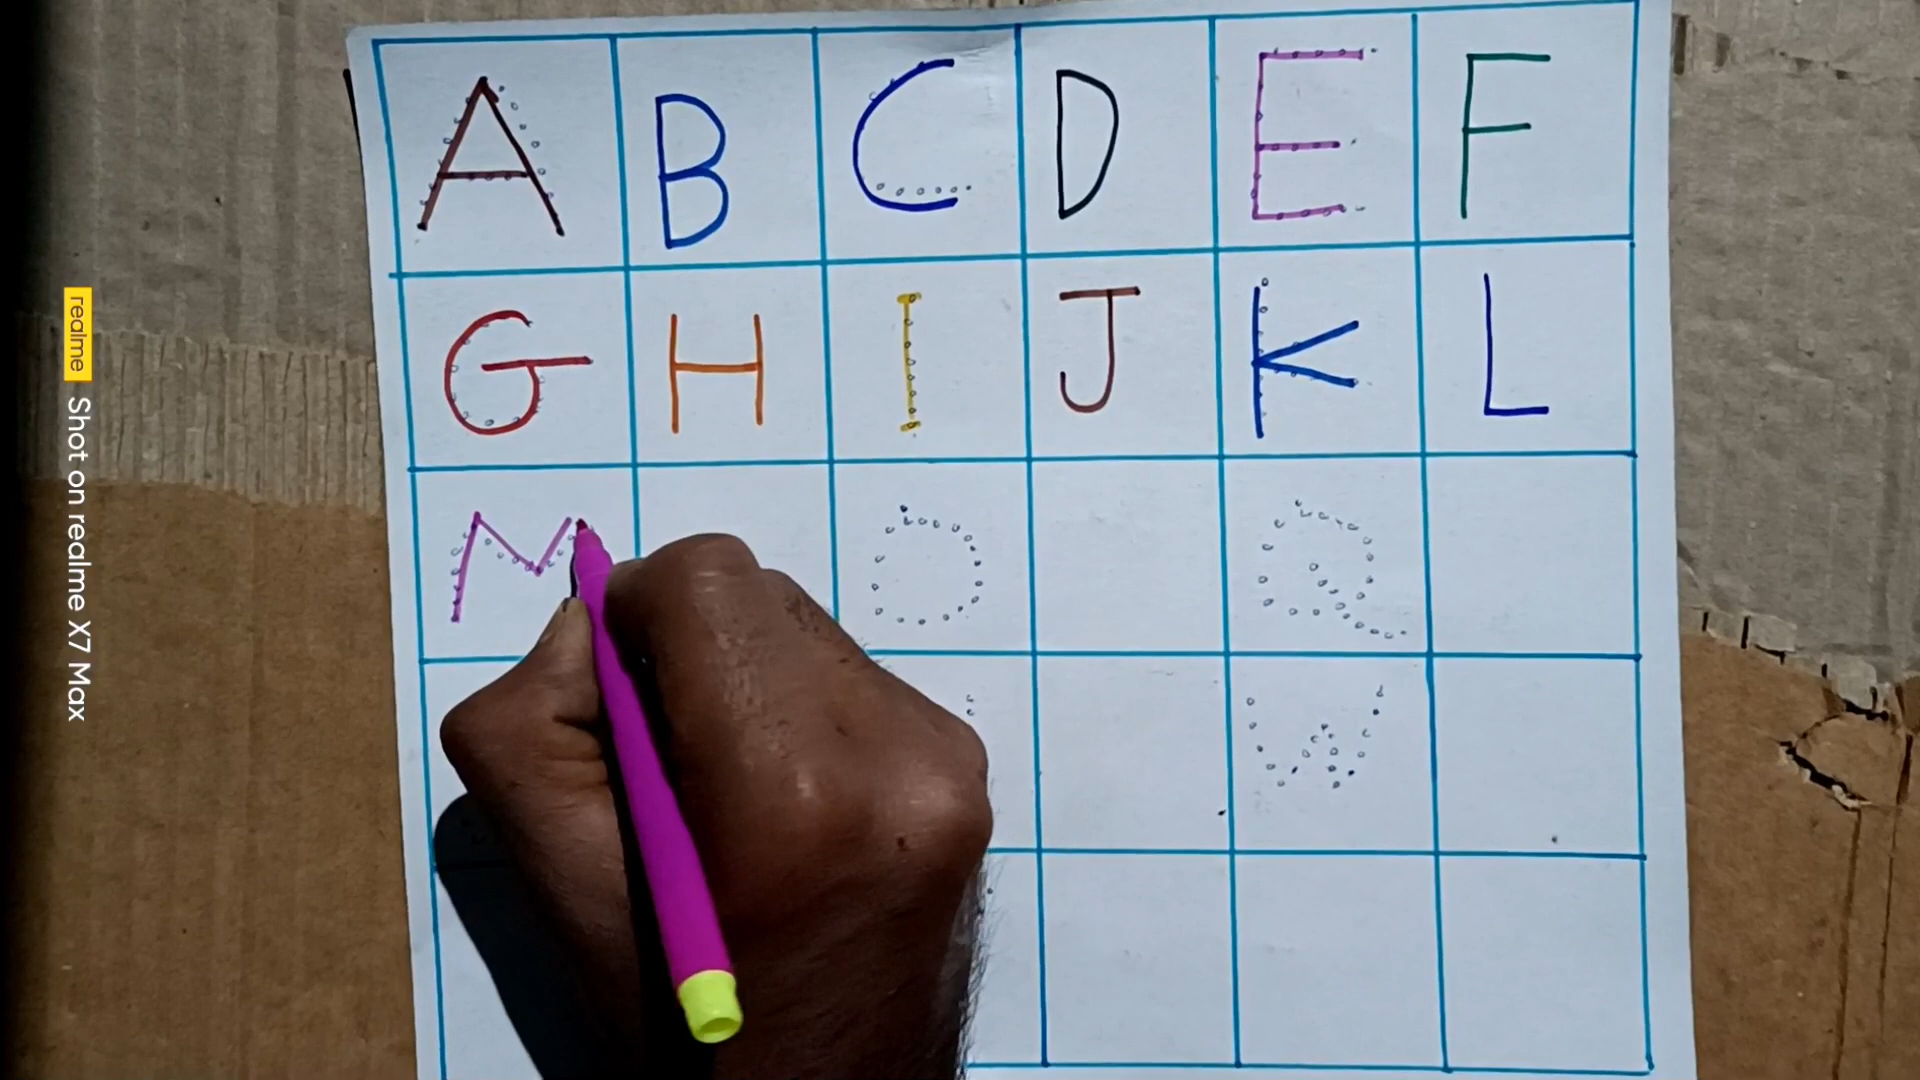 A B C D E F
G H I J K L
M O Q
W
realme Shot on realme X7 Max